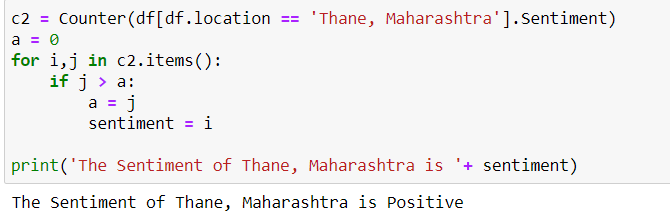 c2 = Counter(df[df.location == 'Thane, Maharashtra'].Sentiment)
a = 0
for i,j in c2.items():
    if j > a:
        a = j
        sentiment = i
print('The Sentiment of Thane, Maharashtra is '+ sentiment)
The Sentiment of Thane, Maharashtra is Positive